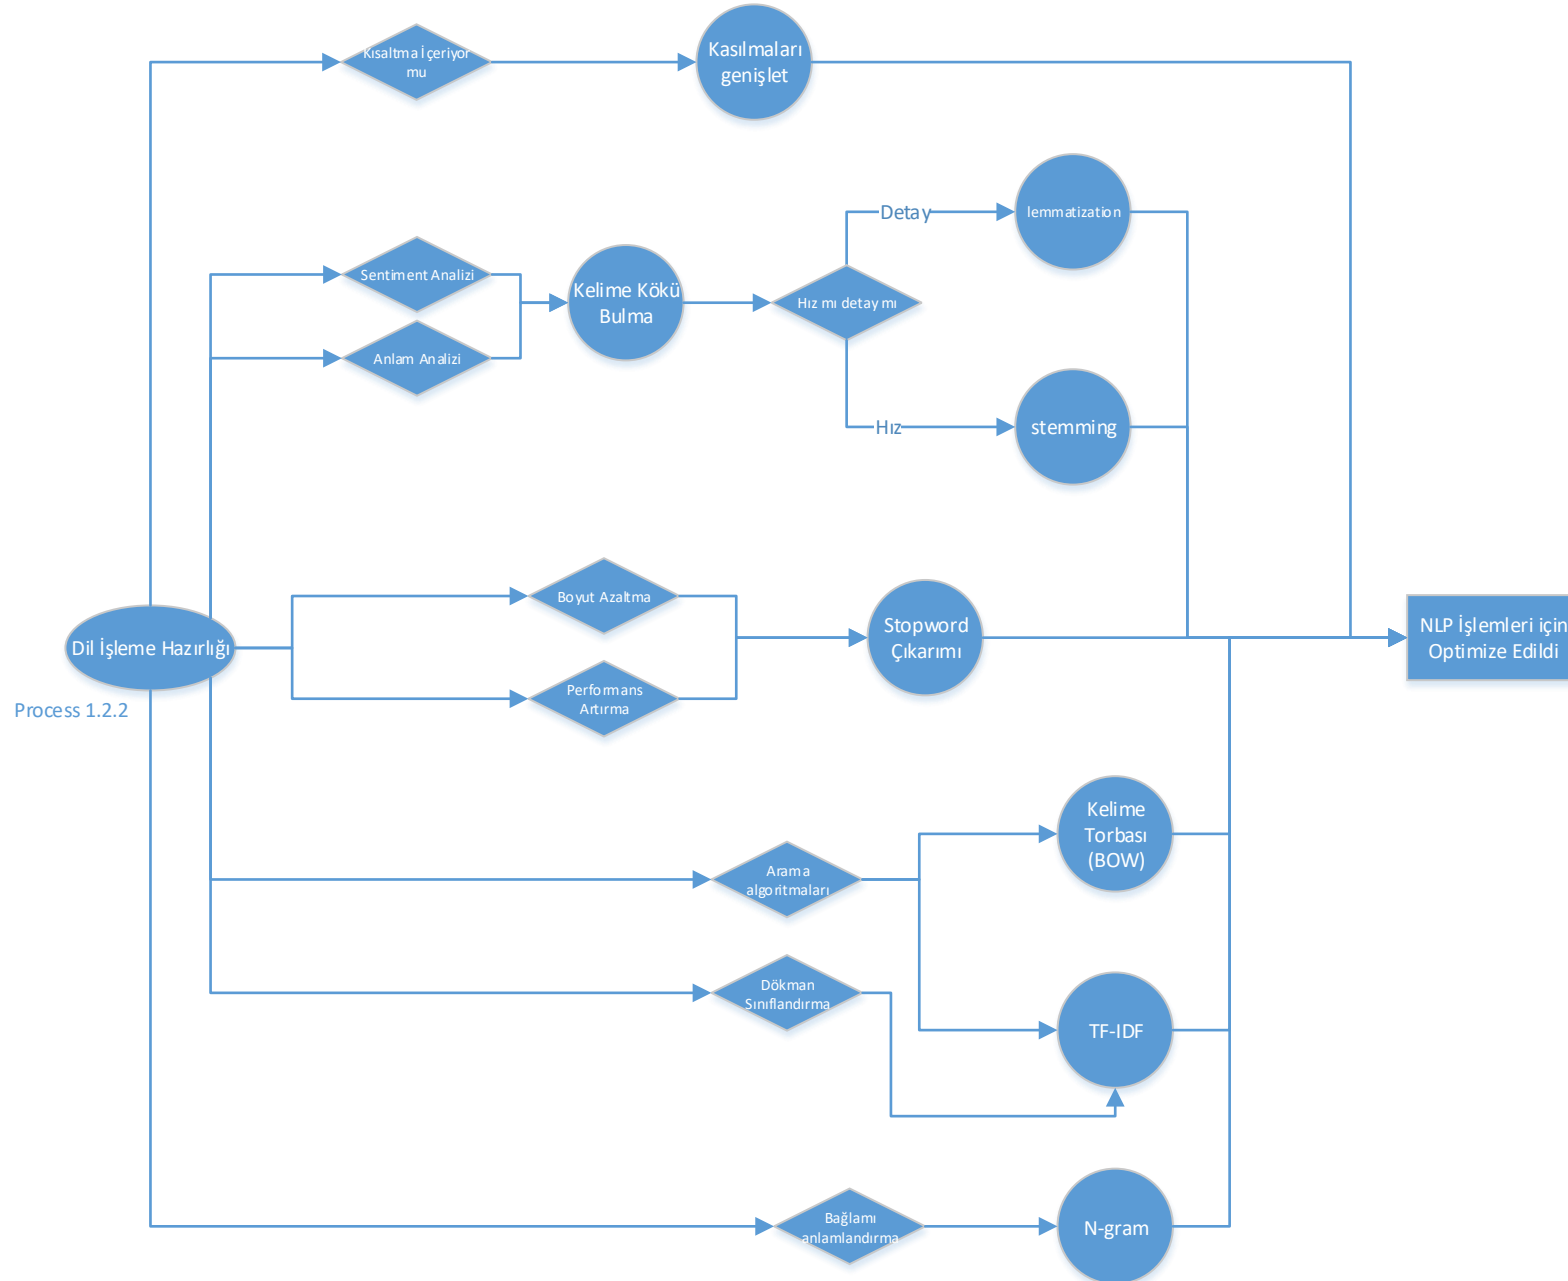 Kısaltma İçeriyor
mu
Kasılmaları
genişlet
Detay
lemmatization
Sentiment Analizi
Kelime Kökü
Bulma
Hız mı detay mı
Anlam Analizi
Hız
stemming
Boyut Azaltma
Stopword
Çıkarımı
Dil İşleme Hazırlığı
NLP İşlemleri için
Optimize Edildi
Performans
Artırma
Process 1.2.2
Kelime
Torbası
(BOW)
Arama
algoritmaları
Dökman
Sınıflandırma
TF-IDF
Bağlamı
anlamlandırma
N-gram